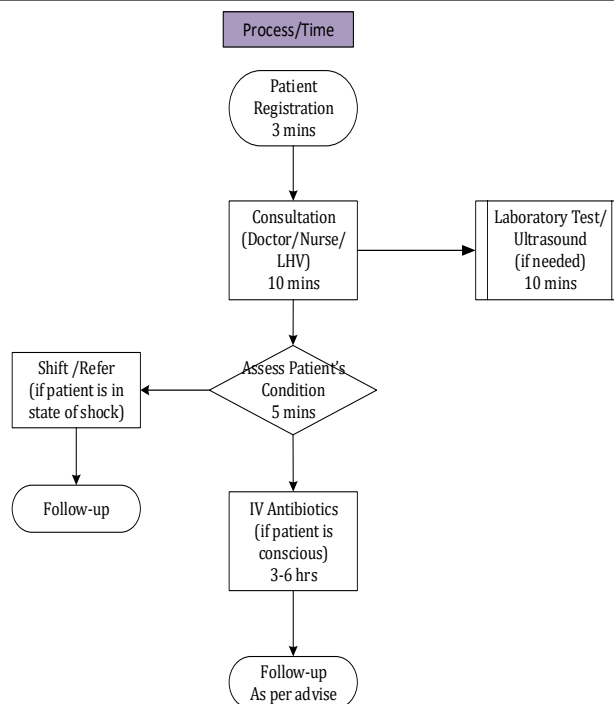 Process/Time
Patient
Registration
3 mins
Consultation
(Doctor/Nurse/
LHV)
10 mins
Laboratory Test/
Ultrasound
(if needed)
10 mins
Assess Patient's
Condition
5 mins
Shift /Refer
(if patient is in
state of shock)
Follow-up
IV Antibiotics
(if patient is
conscious)
3-6 hrs
Follow-up
As per advise